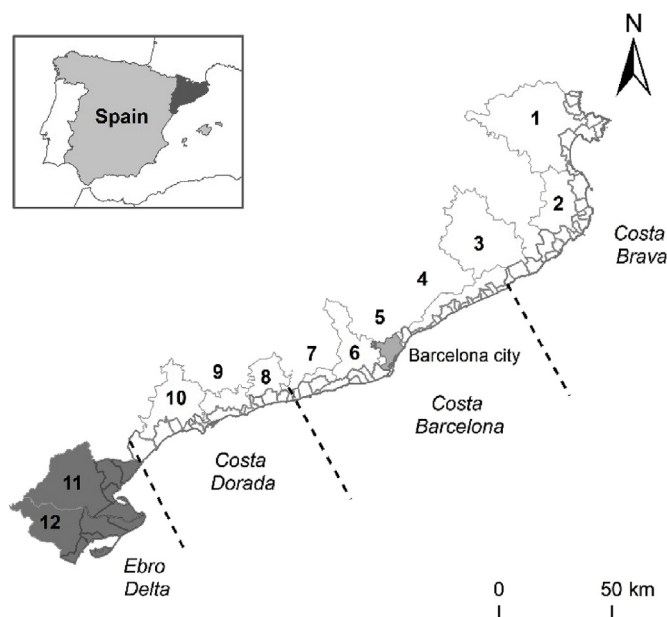 N
Spain
1
2
Costa
Brava
3
4
5
Barcelona city
6
7
Costa
Barcelona
8
9
10
Costa
Dorada
11
12
Ebro
Delta
0 50 km